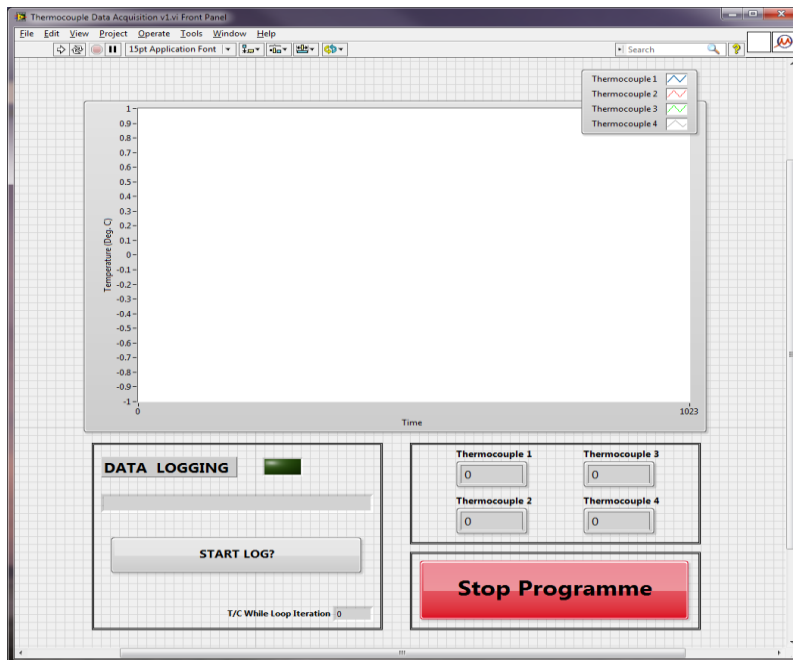 Thermocouple Data Acquisition v1.vi Front Panel
File Edit View Project Operate Tools Window Help
15pt Application Font
Search
?
Thermocouple 1
Thermocouple 2
Thermocouple 3
Thermocouple 4
1
0.9
0.8
0.7
0.6
0.5
0.4
0.3
0.2
0.1
0
-0.1
-0.2
-0.3
-0.4
-0.5
-0.6
-0.7
-0.8
-0.9
-1
Temperature (Deg. C)
0 1023
Time
DATA LOGGING
START LOG?
T/C While Loop Iteration 0
Thermocouple 1 Thermocouple 3
0 0
Thermocouple 2 Thermocouple 4
0 0
Stop Programme